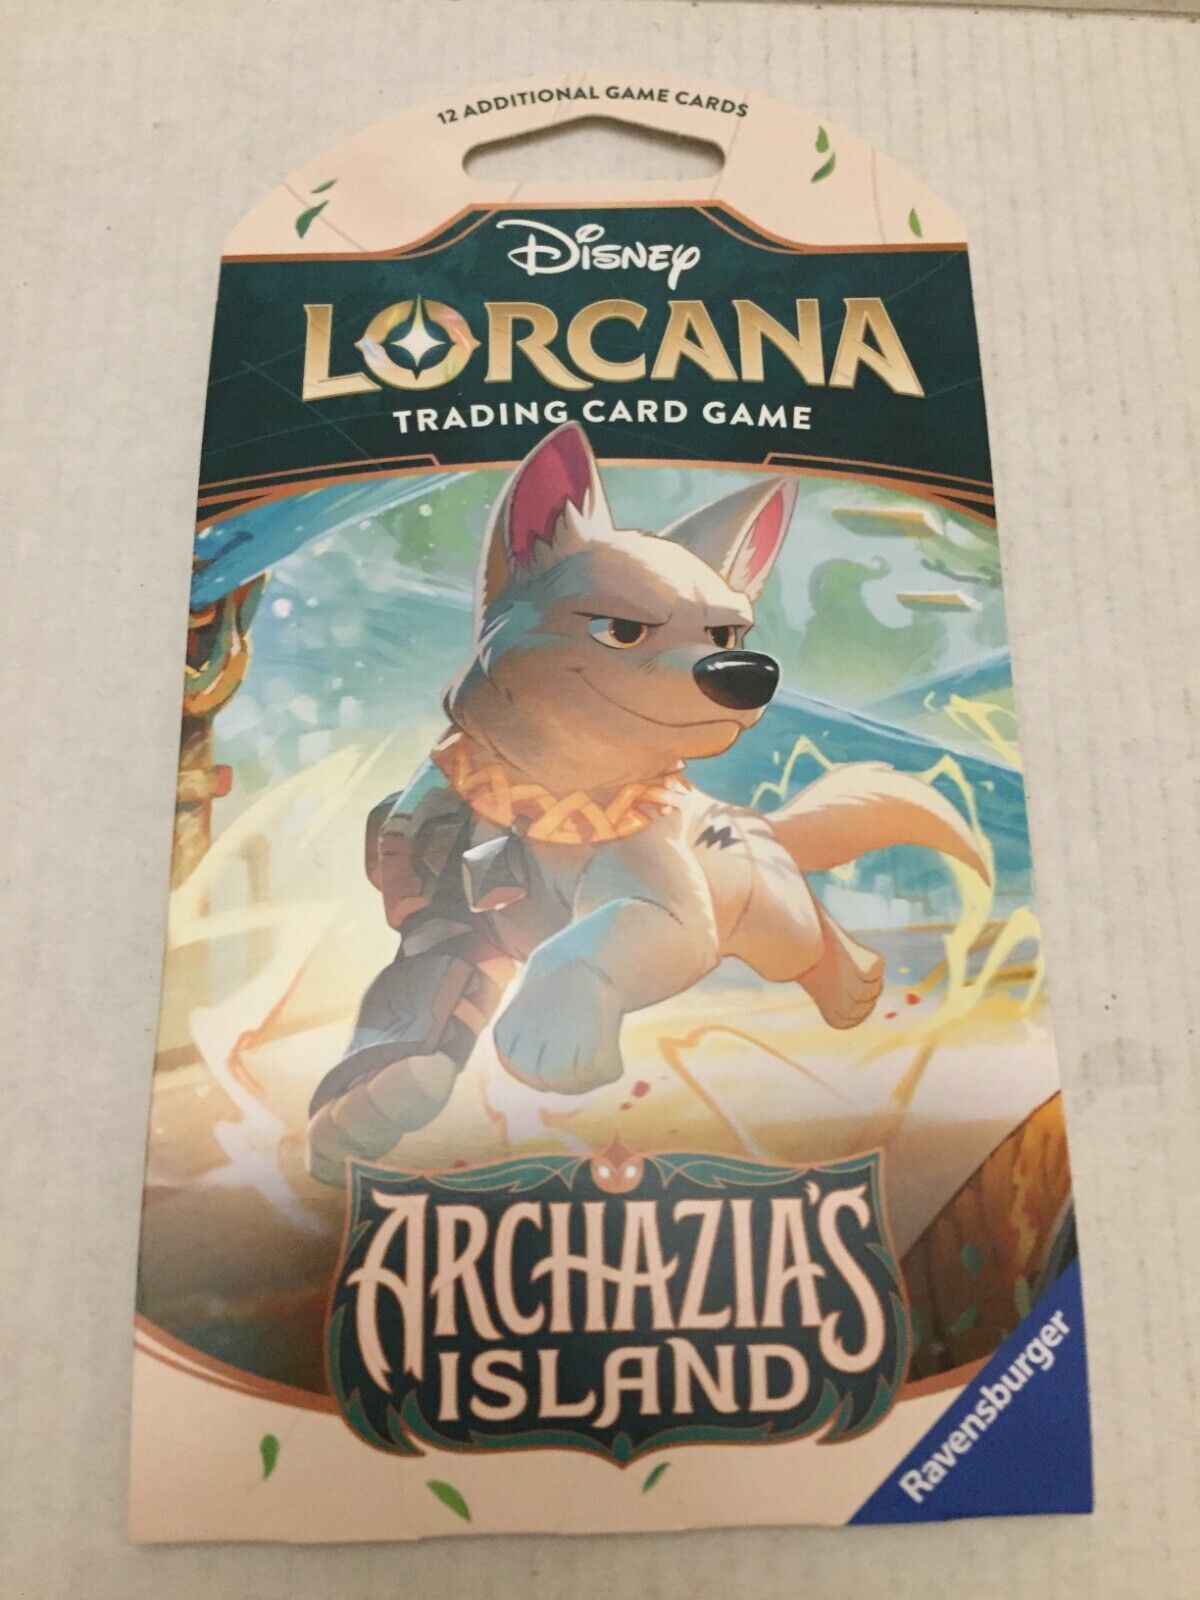 12 ADDITIONAL GAME CARDS
Disney
LORCANA
TRADING CARD GAME
ARCHAZIA'S
ISLAND
Ravensburger